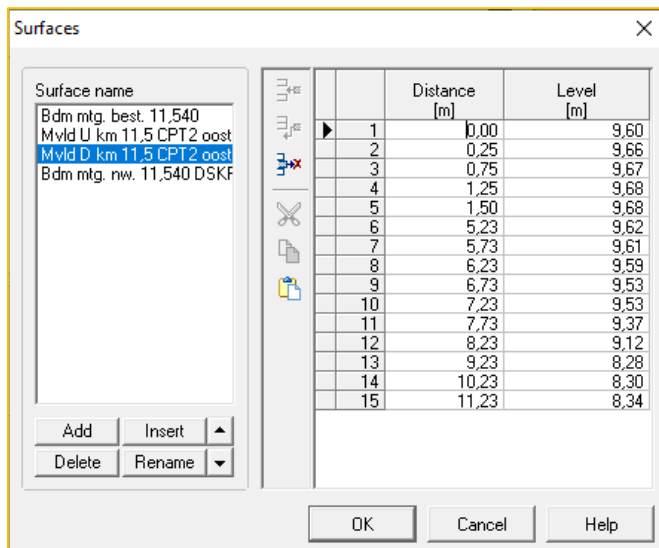 Surfaces
Surface name
Bdm mtg. best. 11,540
Mvld U km 11,5 CPT2 oost
Mvld D km 11,5 CPT2 oost
Bdm mtg. nw. 11,540 DSKF
Add Insert
Delete Rename
Distance [m] Level [m]
1 0,00 9,60
2 0,25 9,66
3 0,75 9,67
4 1,25 9,68
5 1,50 9,68
6 5,23 9,62
7 5,73 9,61
8 6,23 9,59
9 6,73 9,53
10 7,23 9,53
11 7,73 9,37
12 8,23 9,12
13 9,23 8,28
14 10,23 8,30
15 11,23 8,34
OK Cancel Help